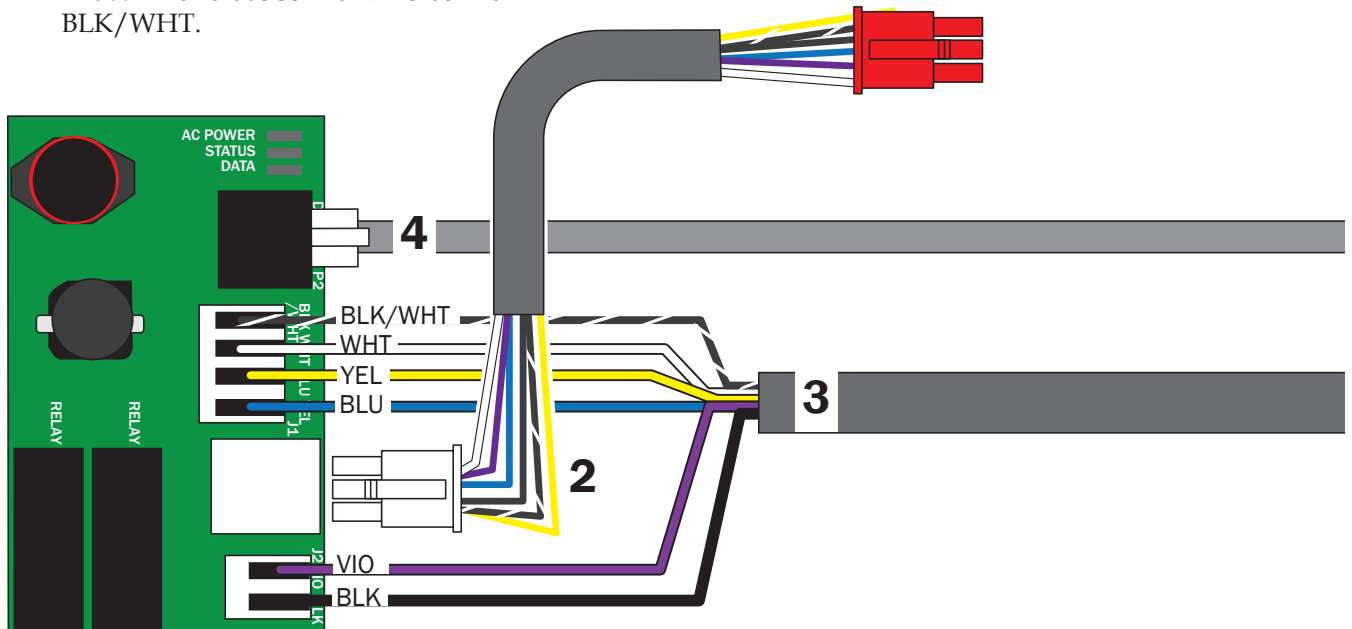 BLK/WHT.
AC POWER
STATUS
DATA
4
P2
BLK/WHT
WHT
YEL
BLU
3
J1
RELAY
RELAY
2
J2
VIO
BLK